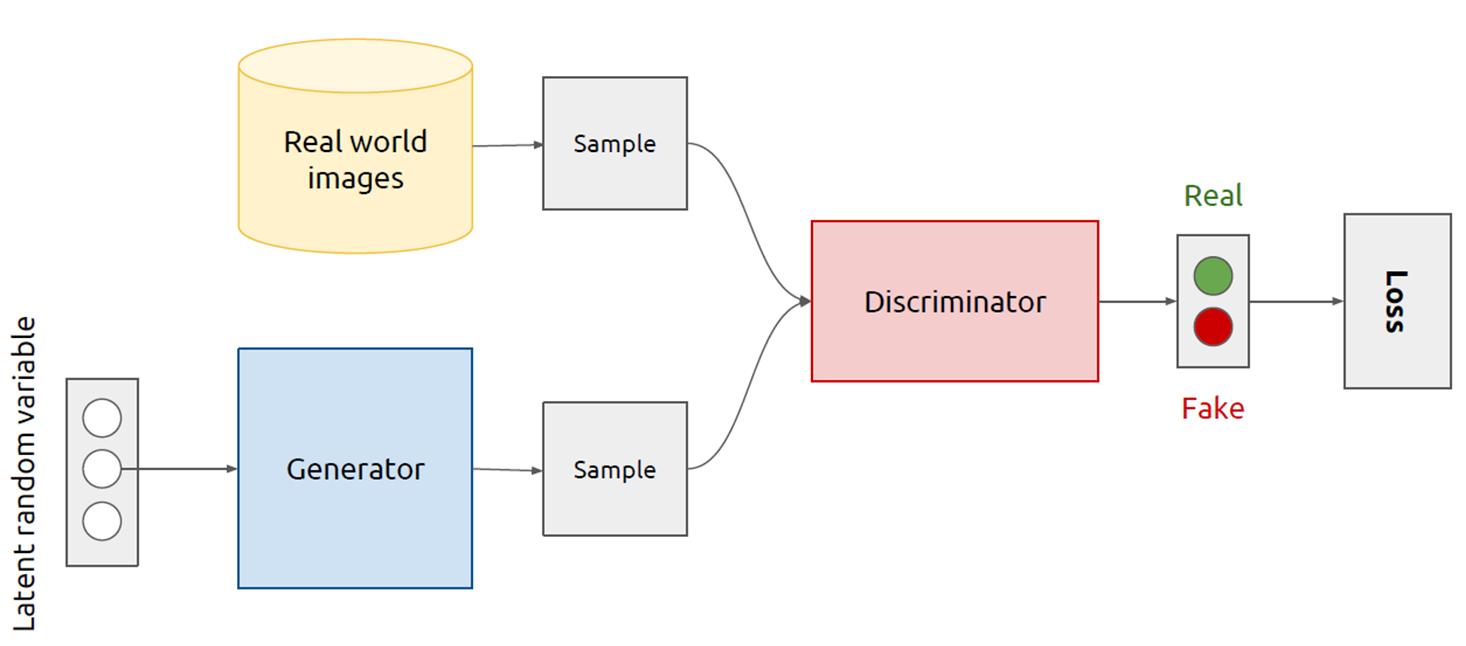 Real world
images
Sample
Latent random variable
Generator
Sample
Discriminator
Real
Fake
Loss